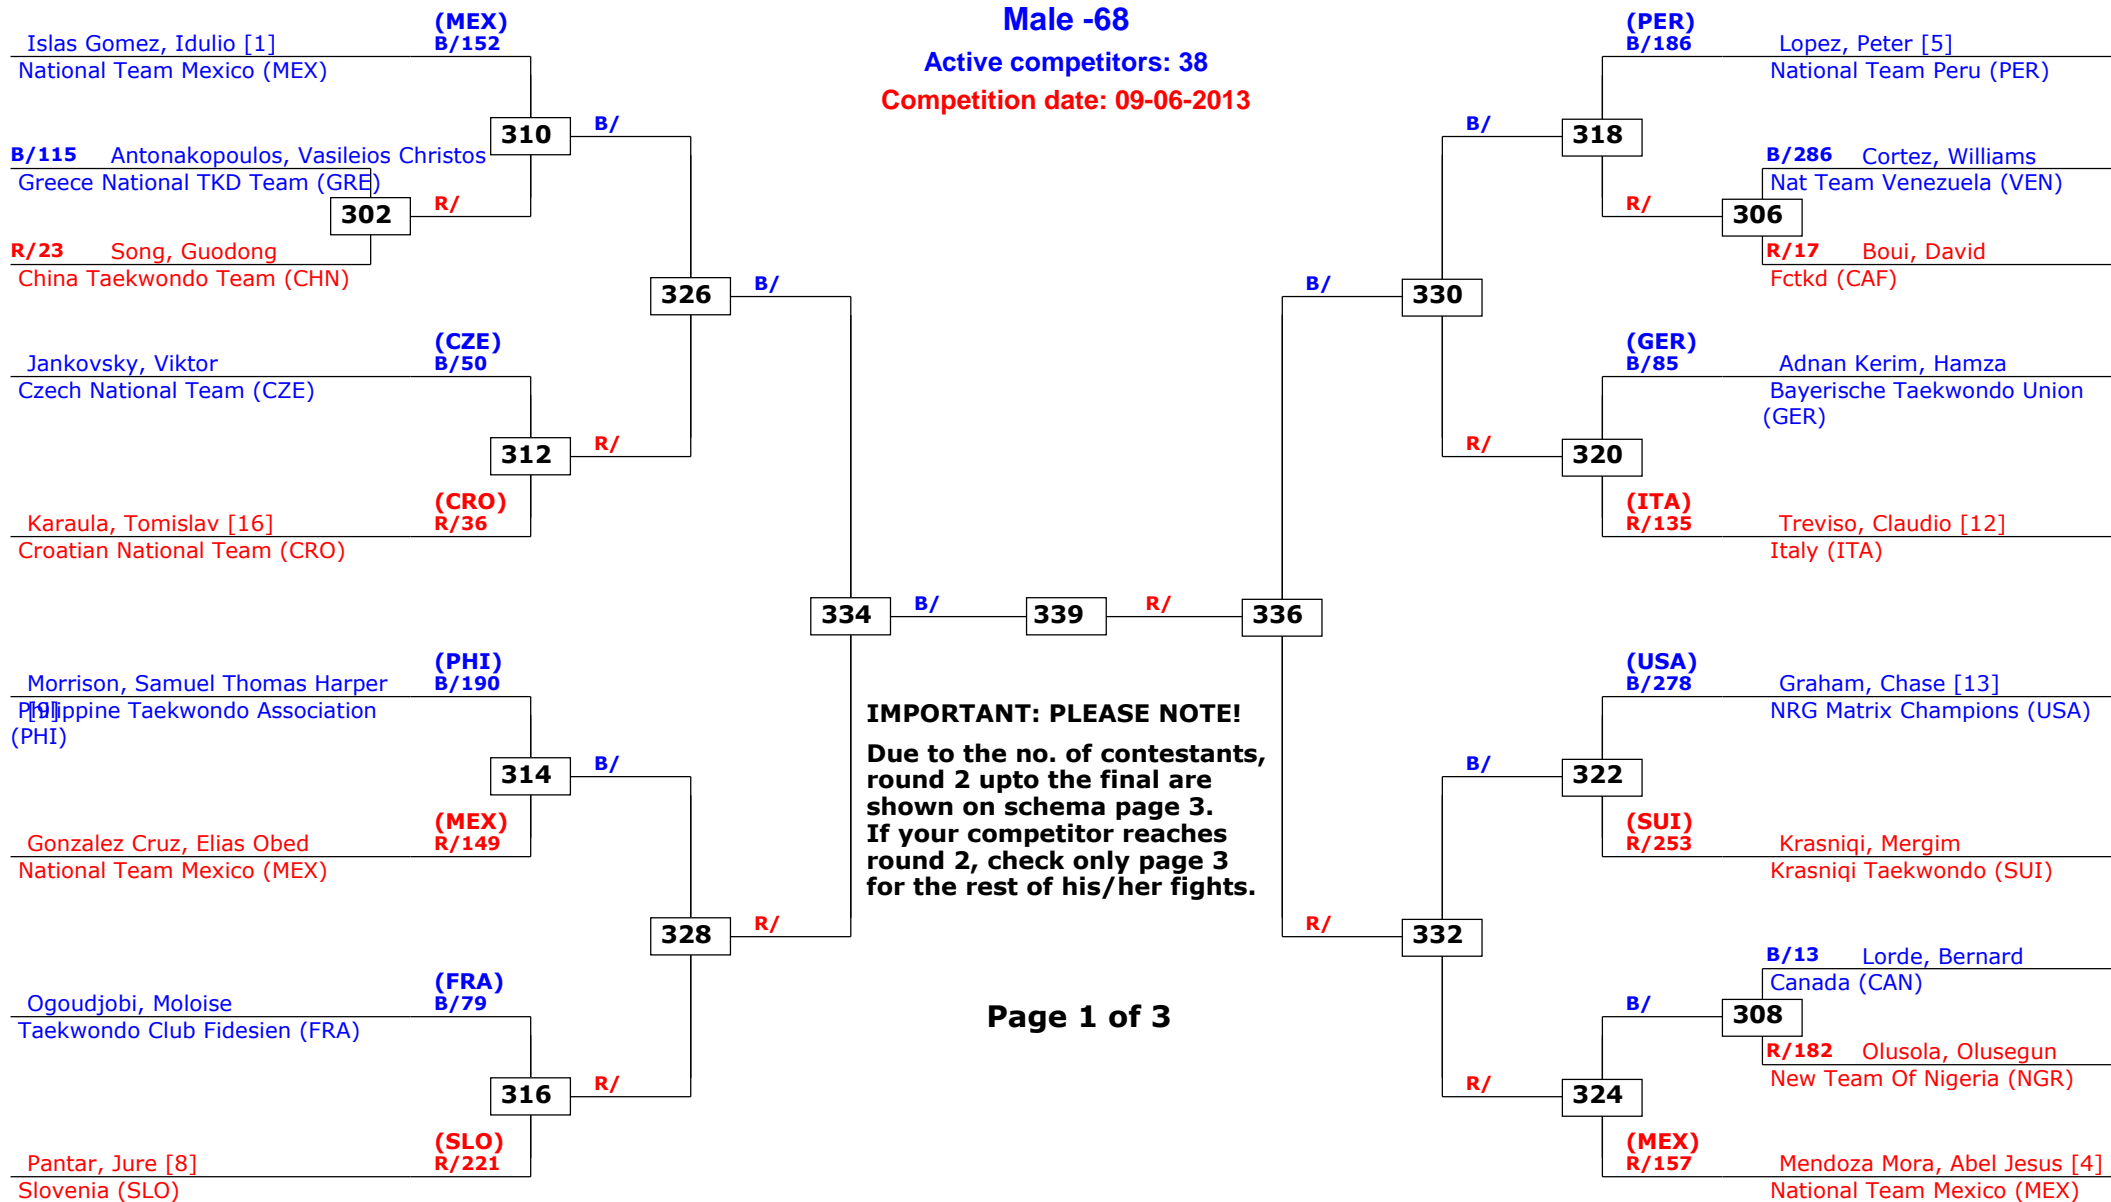 Male -68
Active competitors: 38
Competition date: 09-06-2013
(MEX)
Islas Gomez, Idulio [1] B/152
National Team Mexico (MEX)
310
B/
B/115 Antonakopoulos, Vasileios Christos
Greece National TKD Team (GRE)
302
R/
R/23 Song, Guodong
China Taekwondo Team (CHN)
326
B/
(CZE)
Jankovsky, Viktor B/50
Czech National Team (CZE)
312
R/
(CRO)
Karaula, Tomislav [16] R/36
Croatian National Team (CRO)
334
B/
339
R/
336
(PHI)
Morrison, Samuel Thomas Harper B/190
[9]
Philippine Taekwondo Association
(PHI)
314
B/
(MEX)
Gonzalez Cruz, Elias Obed R/149
National Team Mexico (MEX)
328
R/
(FRA)
Ogoudjobi, Moloise B/79
Taekwondo Club Fidesien (FRA)
316
R/
(SLO)
Pantar, Jure [8] R/221
Slovenia (SLO)
IMPORTANT: PLEASE NOTE!
Due to the no. of contestants,
round 2 upto the final are
shown on schema page 3.
If your competitor reaches
round 2, check only page 3
for the rest of his/her fights.
Page 1 of 3
(PER)
B/186 Lopez, Peter [5]
National Team Peru (PER)
B/
318
B/286 Cortez, Williams
Nat Team Venezuela (VEN)
R/
306
R/17 Boui, David
Fctkd (CAF)
B/
330
(GER)
B/85 Adnan Kerim, Hamza
Bayerische Taekwondo Union
(GER)
R/
320
(ITA)
R/135 Treviso, Claudio [12]
Italy (ITA)
(USA)
B/278 Graham, Chase [13]
NRG Matrix Champions (USA)
B/
322
(SUI)
R/253 Krasniqi, Mergim
Krasniqi Taekwondo (SUI)
R/
332
B/13 Lorde, Bernard
Canada (CAN)
B/
308
R/182 Olusola, Olusegun
New Team Of Nigeria (NGR)
R/
324
(MEX)
R/157 Mendoza Mora, Abel Jesus [4]
National Team Mexico (MEX)